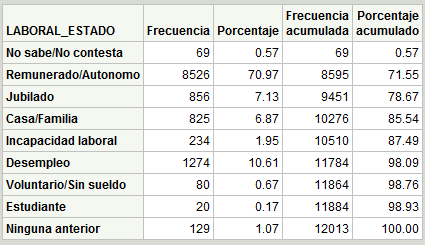 LABORAL_ESTADO Frecuencia Porcentaje Frecuencia acumulada Porcentaje acumulado
No sabe/No contesta 69 0.57 69 0.57
Remunerado/Autonomo 8526 70.97 8595 71.55
Jubilado 856 7.13 9451 78.67
Casa/Familia 825 6.87 10276 85.54
Incapacidad laboral 234 1.95 10510 87.49
Desempleo 1274 10.61 11784 98.09
Voluntario/Sin sueldo 80 0.67 11864 98.76
Estudiante 20 0.17 11884 98.93
Ninguna anterior 129 1.07 12013 100.00